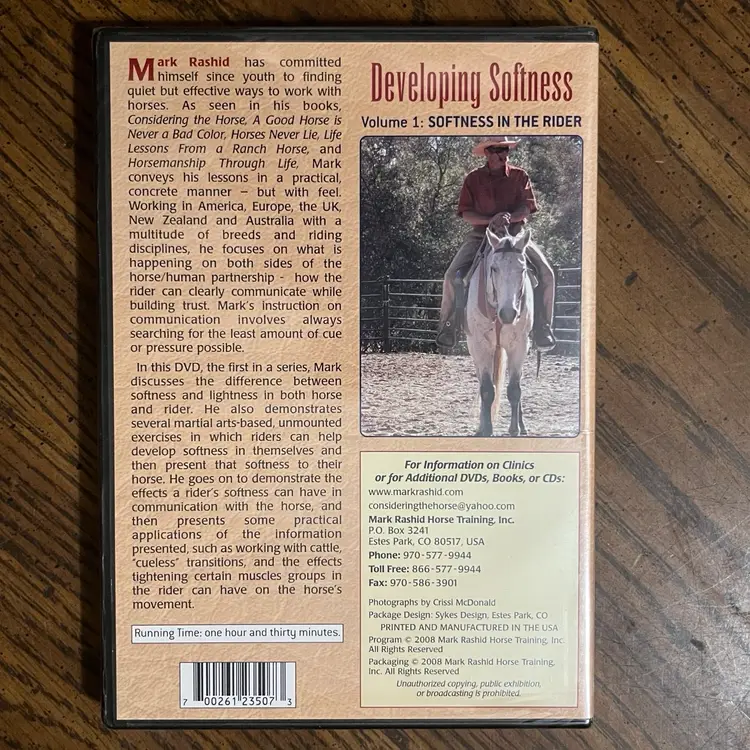 Mark Rashid has committed
himself since youth to finding
quiet but effective ways to work with
horses. As seen in his books,
Considering the Horse, A Good Horse is
Never a Bad Color, Horses Never Lie, Life
Lessons From a Ranch Horse, and
Horsemanship Through Life, Mark
conveys his lessons in a practical,
concrete manner – but with feel.
Working in America, Europe, the UK,
New Zealand and Australia with a
multitude of breeds and riding
disciplines, he focuses on what is
happening on both sides of the
horse/human partnership - how the
rider can clearly communicate while
building trust. Mark's instruction on
communication involves always
searching for the least amount of cue
or pressure possible.
In this DVD, the first in a series, Mark
discusses the difference between
softness and lightness in both horse
and rider. He also demonstrates
several martial arts-based, unmounted
exercises in which riders can help
develop softness in themselves and
then present that softness to their
horse. He goes on to demonstrate the
effects a rider's softness can have in
communication with the horse, and
then presents some practical
applications of the information
presented, such as working with cattle,
"cueless" transitions, and the effects
tightening certain muscles groups in
the rider can have on the horse's
movement.
Running Time: one hour and thirty minutes.
7 00261 23507 3
Developing Softness
Volume 1: SOFTNESS IN THE RIDER
For Information on Clinics
or for Additional DVDs, Books, or CDs:
www.markrashid.com
consideringthehorse@yahoo.com
Mark Rashid Horse Training, Inc.
P.O. Box 3241
Estes Park, CO 80517, USA
Phone: 970-577-9944
Toll Free: 866-577-9944
Fax: 970-586-3901
Photographs by Crissi McDonald
Package Design: Sykes Design, Estes Park, CO
PRINTED AND MANUFACTURED IN THE USA
Program © 2008 Mark Rashid Horse Training, Inc.
All Rights Reserved
Packaging © 2008 Mark Rashid Horse Training,
Inc. All Rights Reserved
Unauthorized copying, public exhibition,
or broadcasting is prohibited.